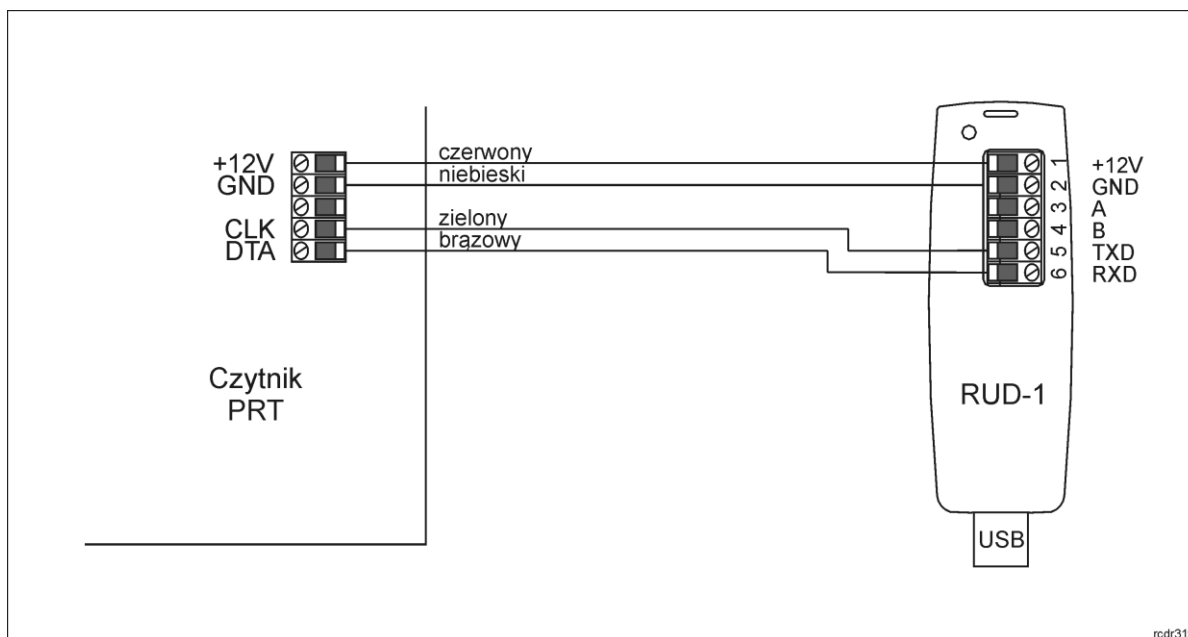 +12V
GND
CLK
DTA
czerwony
niebieski
zielony
brązowy
Czytnik
PRT
1
2
3
4
5
6
+12V
GND
A
B
TXD
RXD
RUD-1
USB
rcdr31